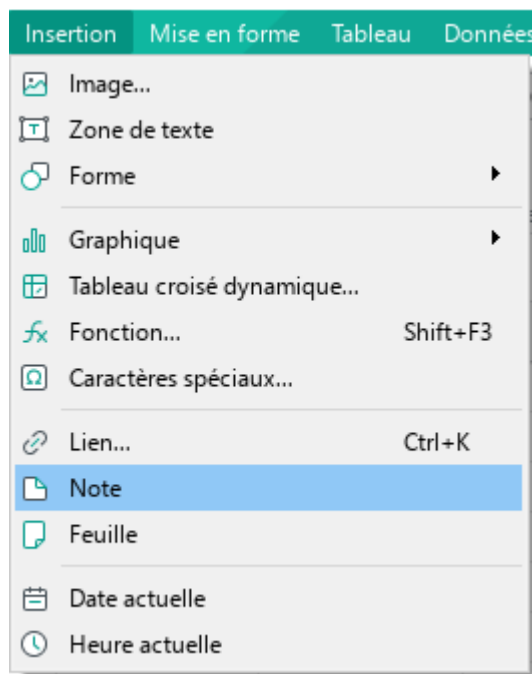 Insertion Mise en forme Tableau Données
Image...
Zone de texte
Forme
Graphique
Tableau croisé dynamique...
Fonction... Shift+F3
Caractères spéciaux...
Lien... Ctrl+K
Note
Feuille
Date actuelle
Heure actuelle